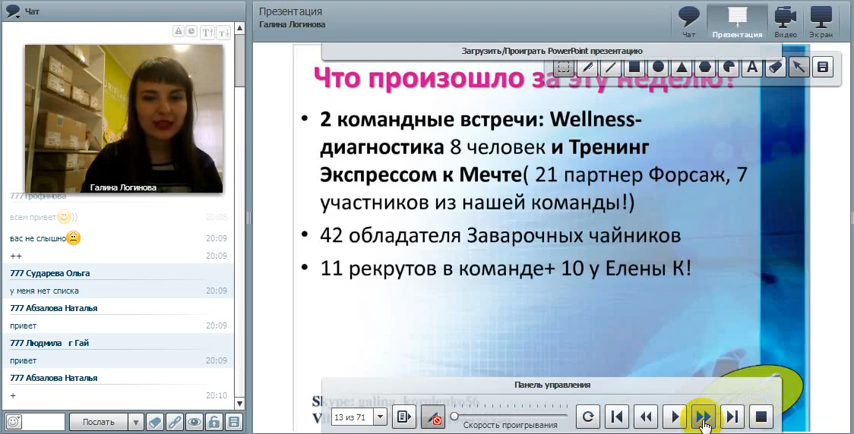 Чат
Галина Логинова
777 Трофимова
всем привет ))
20:08
вас не слышно
20:09
++
20:09
777 Сударева Ольга
у меня нет списка
20:09
777 Абзалова Наталья
привет
20:09
777 Людмила г Гай
привет
20:09
777 Абзалова Наталья
+
20:10
Послать
Презентация
Галина Логинова
Чат
Презентация
Видео
Экран
Загрузить/Проиграть PowerPoint презентацию
Что произошло за эту неделю?
• 2 командные встречи: Wellness-
диагностика 8 человек и Тренинг
Экспрессом к Мечте( 21 партнер Форсаж, 7
участников из нашей команды!)
• 42 обладателя Заварочных чайников
• 11 рекрутов в команде+ 10 у Елены К!
Панель управления
Skype: galina_
13 из 71
Скорость проигрывания